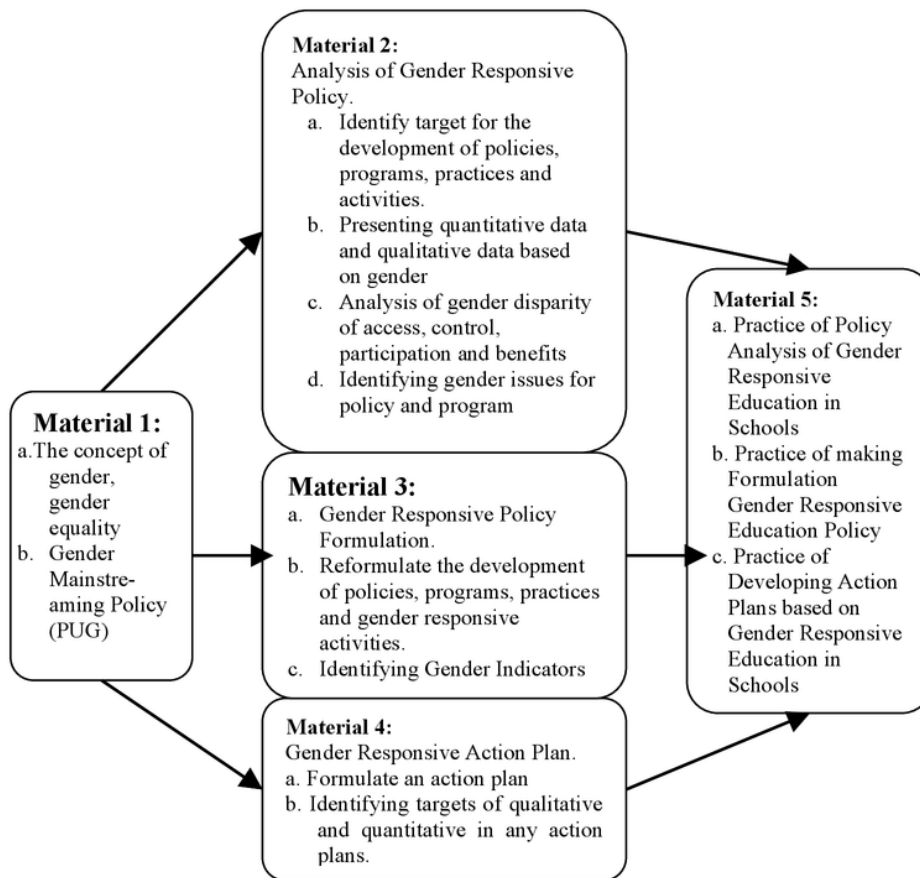 Material 1:
a.The concept of
gender,
gender
equality
b. Gender
Mainstre-
aming Policy
(PUG)
Material 2:
Analysis of Gender Responsive
Policy.
a. Identify target for the
development of policies,
programs, practices and
activities.
b. Presenting quantitative data
and qualitative data based
on gender
c. Analysis of gender disparity
of access, control,
participation and benefits
d. Identifying gender issues for
policy and program
Material 3:
a. Gender Responsive Policy
Formulation.
b. Reformulate the development
of policies, programs, practices
and gender responsive
activities.
c. Identifying Gender Indicators
Material 4:
Gender Responsive Action Plan.
a. Formulate an action plan
b. Identifying targets of qualitative
and quantitative in any action
plans.
Material 5:
a. Practice of Policy
Analysis of Gender
Responsive
Education in
Schools
b. Practice of making
Formulation
Gender Responsive
Education Policy
c. Practice of
Developing Action
Plans based on
Gender Responsive
Education in
Schools